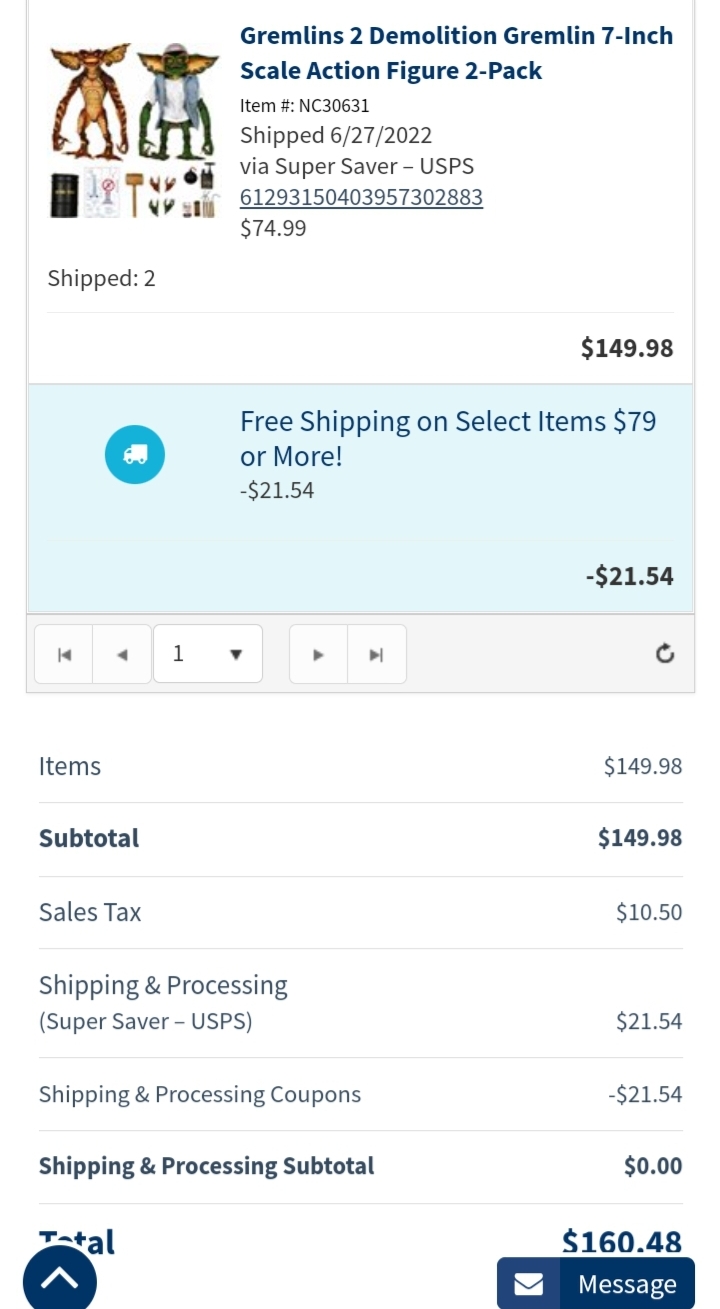 Gremlins 2 Demolition Gremlin 7-Inch
Scale Action Figure 2-Pack
Item #: NC30631
Shipped 6/27/2022
via Super Saver – USPS
61293150403957302883
$74.99
Shipped: 2
$149.98
Free Shipping on Select Items $79
or More!
-$21.54
-$21.54
1
Items $149.98
Subtotal $149.98
Sales Tax $10.50
Shipping & Processing
(Super Saver – USPS) $21.54
Shipping & Processing Coupons -$21.54
Shipping & Processing Subtotal $0.00
Total $160.48
Message